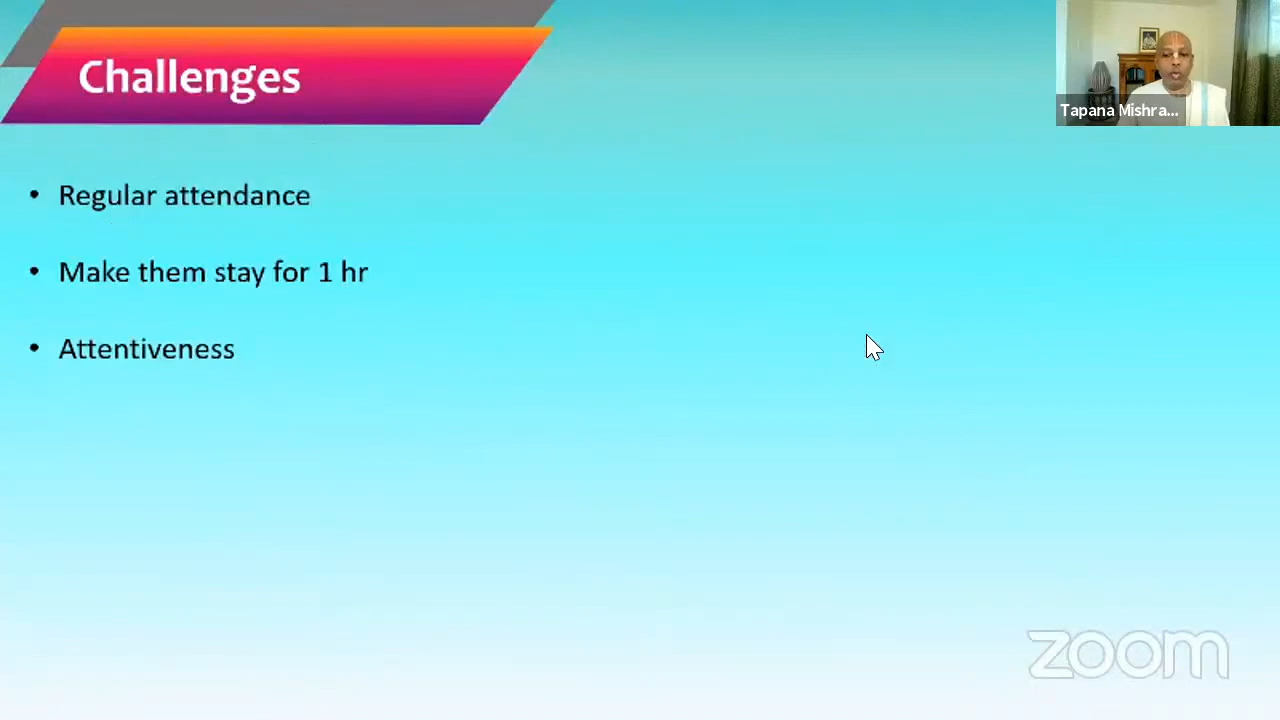 Challenges
Tapana Mishra...
• Regular attendance
• Make them stay for 1 hr
• Attentiveness
zoom